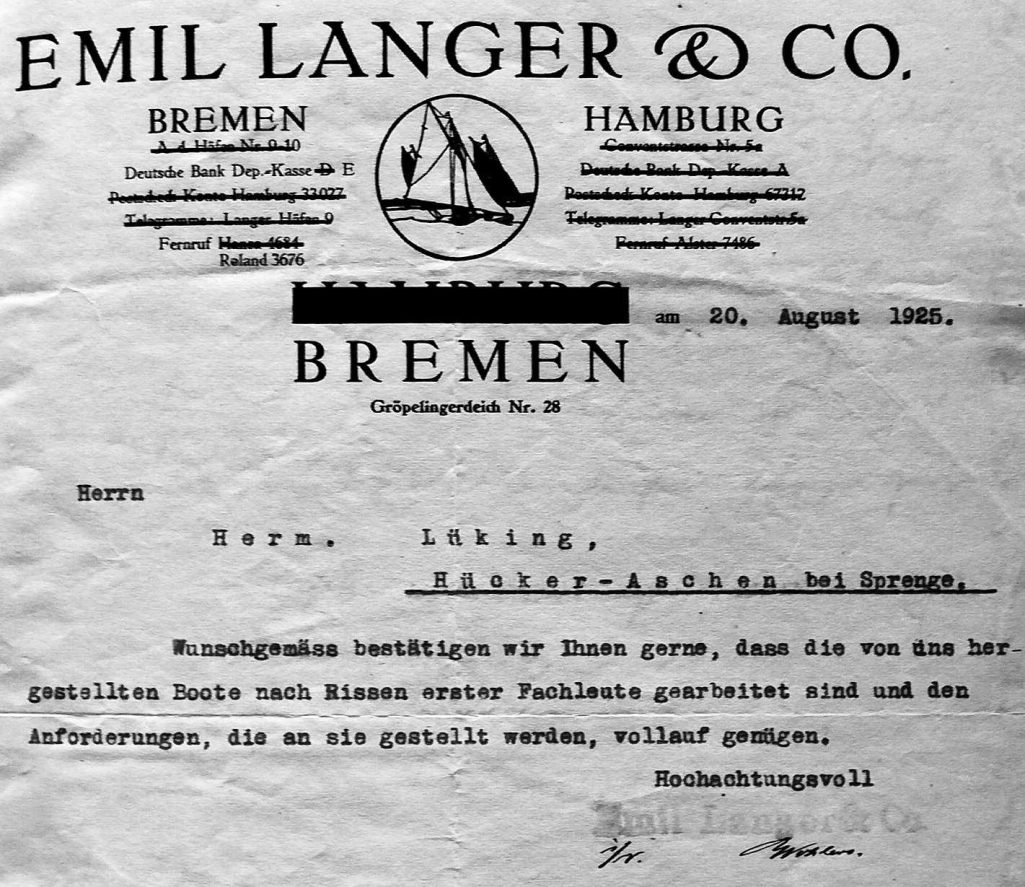 EMIL LANGER & CO.
BREMEN
A. d. Häfen Nr. 9-10
Deutsche Bank Dep.-Kasse D E
Postscheck-Konto Hamburg 33027
Telegramme: Langer Häfen 9
Fernruf Hansa 4684
Roland 3676
HAMBURG
Conventstrasse Nr. 5a
Deutsche Bank Dep.-Kasse A
Postscheck-Konto Hamburg 67312
Telegramme: Langer Conventstr.5a
Fernruf Alster 7486
HAMBURG
am 20. August 1925.
BREMEN
Gröpelingerdeich Nr. 28
Herrn
Herm. Lüking,
Hücker-Aschen bei Sprenge.
Wunschgemäss bestätigen wir Ihnen gerne, dass die von uns her-
gestellten Boote nach Rissen erster Fachleute gearbeitet sind und den
Anforderungen, die an sie gestellt werden, vollauf genügen.
Hochachtungsvoll
Emil Langer & Co